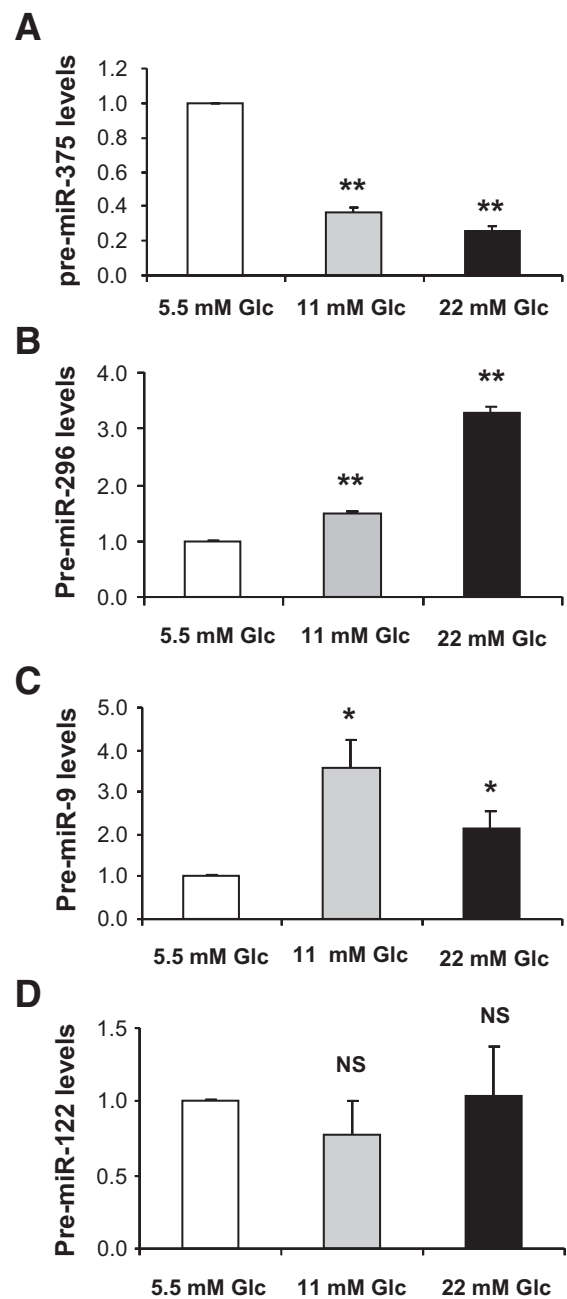 A
pre-miR-375 levels
1.2
1.0
0.8
0.6
0.4
0.2
0.0
**
**
5.5 mM Glc 11 mM Glc 22 mM Glc
B
Pre-miR-296 levels
4.0
3.0
2.0
1.0
0.0
**
**
5.5 mM Glc 11 mM Glc 22 mM Glc
C
Pre-miR-9 levels
5.0
4.0
3.0
2.0
1.0
0.0
*
*
5.5 mM Glc 11 mM Glc 22 mM Glc
D
Pre-miR-122 levels
1.5
1.0
0.5
0.0
NS
NS
5.5 mM Glc 11 mM Glc 22 mM Glc